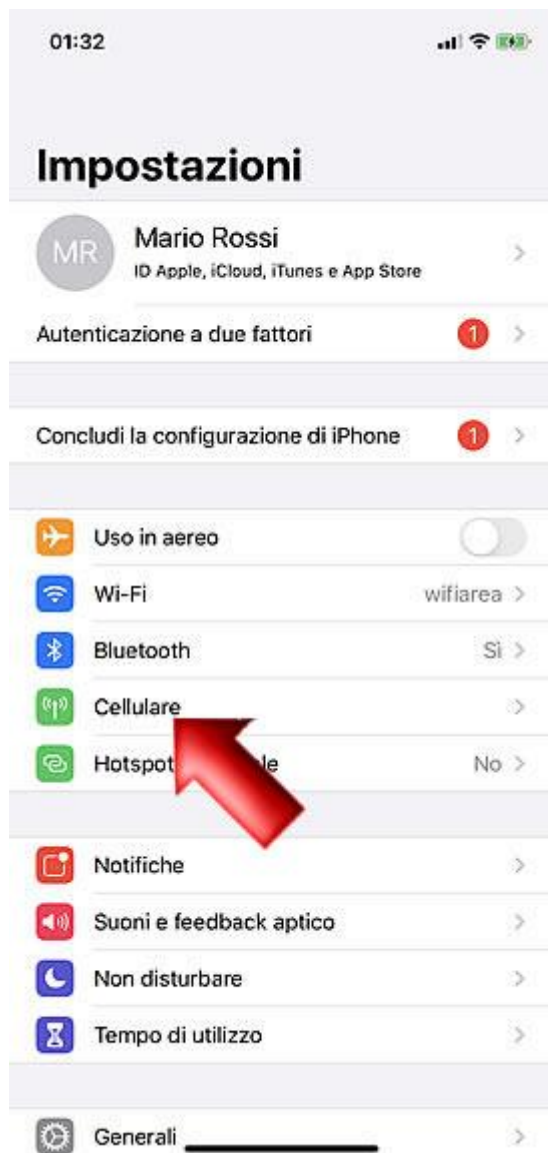 01:32
Impostazioni
MR
Mario Rossi
ID Apple, iCloud, iTunes e App Store
Autenticazione a due fattori 1
Concludi la configurazione di iPhone 1
Uso in aereo
Wi-Fi wifiarea
Bluetooth Sì
Cellulare
Hotspot le No
Notifiche
Suoni e feedback aptico
Non disturbare
Tempo di utilizzo
Generali